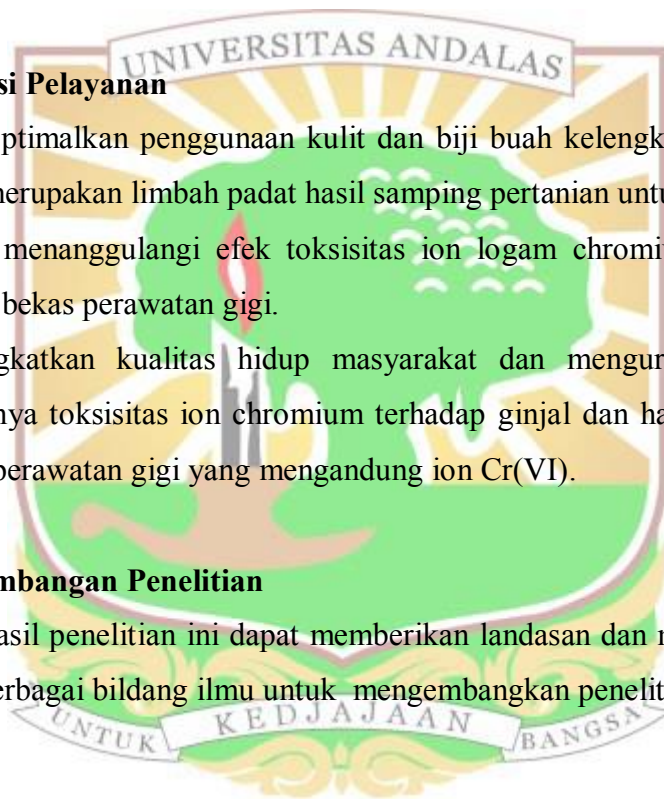 UNIVERSITAS ANDALAS
si Pelayanan
ptimalkan penggunaan kulit dan biji buah kelengk
erupakan limbah padat hasil samping pertanian untu
menanggulangi efek toksisitas ion logam chromi
bekas perawatan gigi.
gkatkan kualitas hidup masyarakat dan mengur
nya toksisitas ion chromium terhadap ginjal dan ha
perawatan gigi yang mengandung ion Cr(VI).
mbangan Penelitian
asil penelitian ini dapat memberikan landasan dan
erbagai bildang ilmu untuk mengembangkan penelit
UNTUK KEDJAJAAN BANGSA